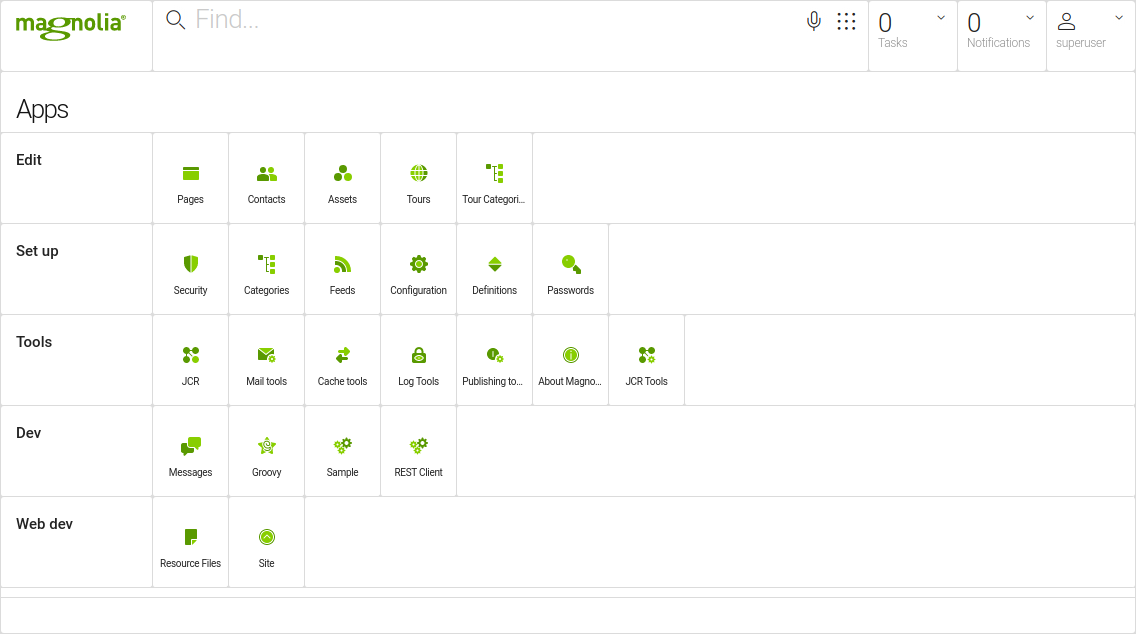 magnolia®
Find...
0
Tasks
0
Notifications
superuser
Apps
Edit
Pages
Contacts
Assets
Tours
Tour Categori...
Set up
Security
Categories
Feeds
Configuration
Definitions
Passwords
Tools
JCR
Mail tools
Cache tools
Log Tools
Publishing to...
About Magno...
JCR Tools
Dev
Messages
Groovy
Sample
REST Client
Web dev
Resource Files
Site